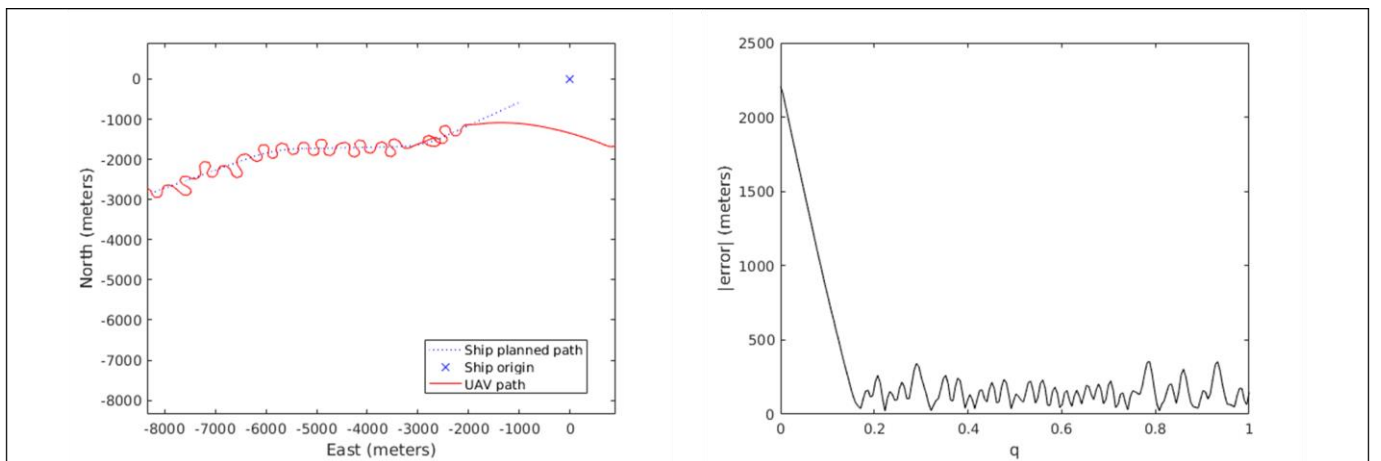 0
-1000
-2000
-3000
-4000
-5000
-6000
-7000
-8000
North (meters)
-8000 -7000 -6000 -5000 -4000 -3000 -2000 -1000 0
East (meters)
Ship planned path
Ship origin
UAV path
2500
2000
1500
1000
500
0
|error| (meters)
0 0.2 0.4 0.6 0.8 1
q